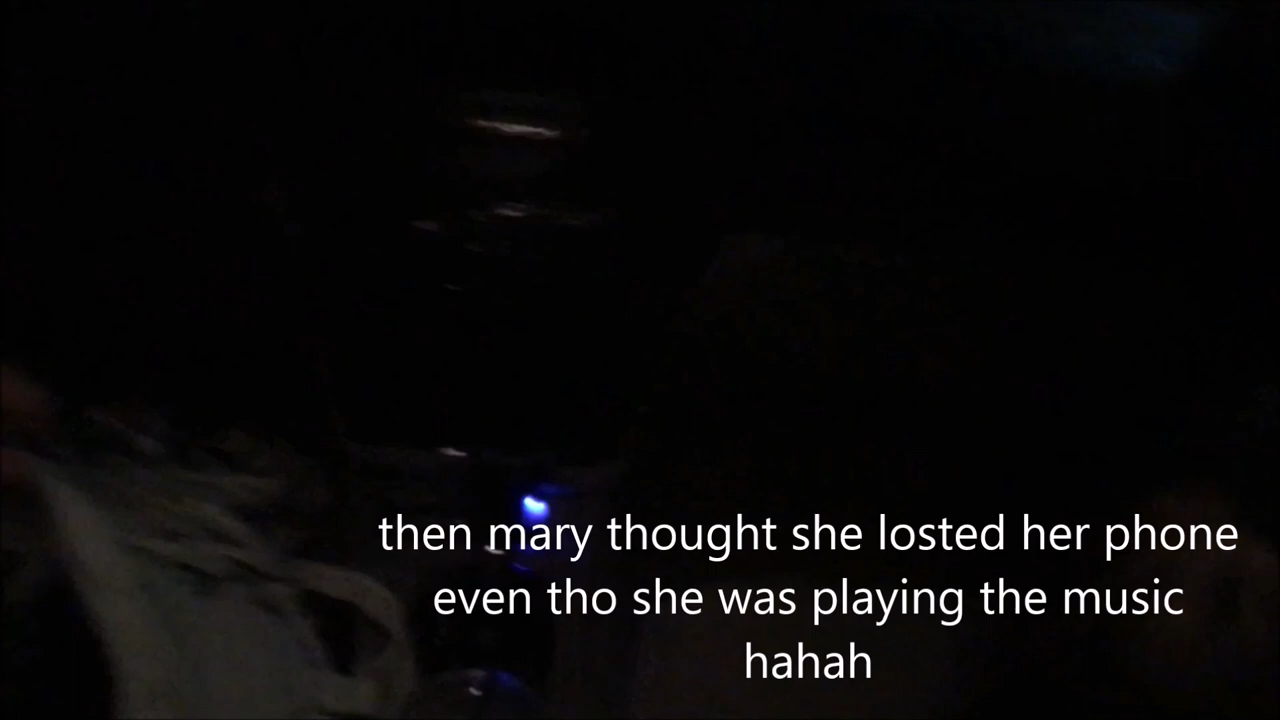 then mary thought she losted her phone
even tho she was playing the music
hahah